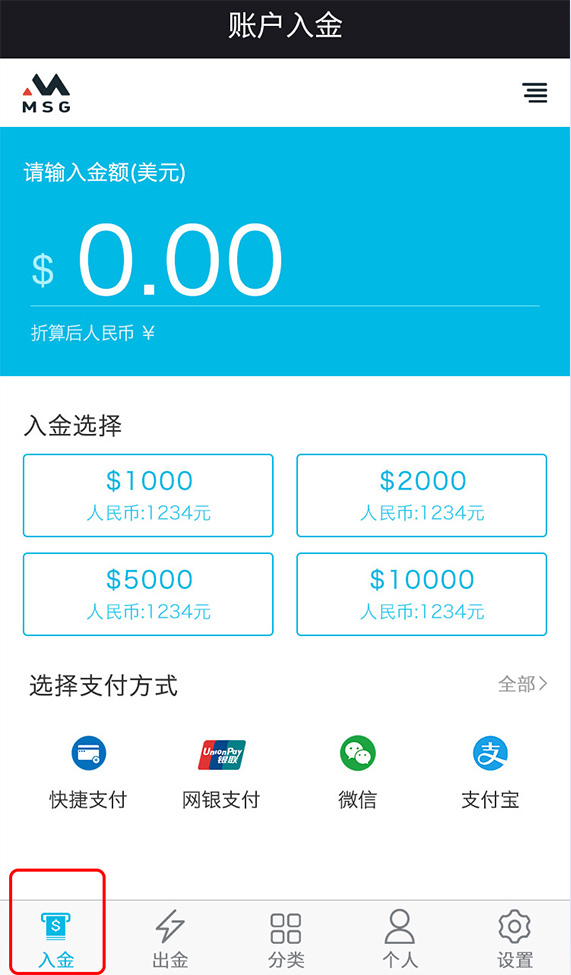 账户入金
MSG
请输入金额(美元)
$ 0.00
折算后人民币 ¥
入金选择
$1000
人民币:1234元
$2000
人民币:1234元
$5000
人民币:1234元
$10000
人民币:1234元
选择支付方式
全部>
UnionPay
银联
快捷支付
网银支付
微信
支付宝
支
$
入金
出金
分类
个人
设置